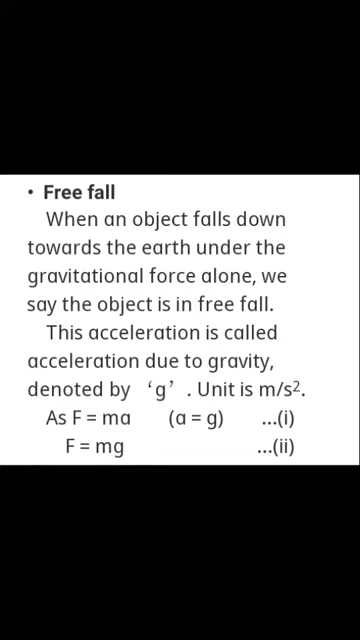 • Free fall
When an object falls down
towards the earth under the
gravitational force alone, we
say the object is in free fall.
This acceleration is called
acceleration due to gravity,
denoted by ‘g’ . Unit is m/s².
As F = ma (a = g) ...(i)
F = mg ...(ii)